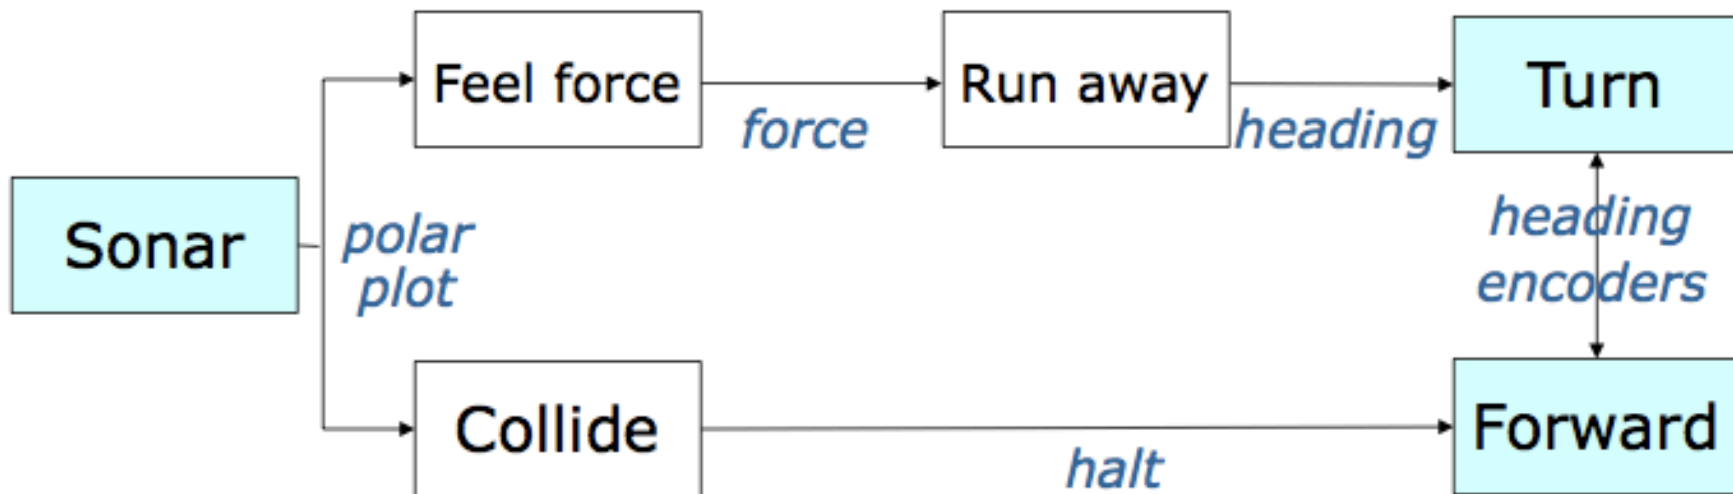 Feel force
Run away
Turn
force
heading
Sonar
polar
plot
heading
encoders
Collide
Forward
halt